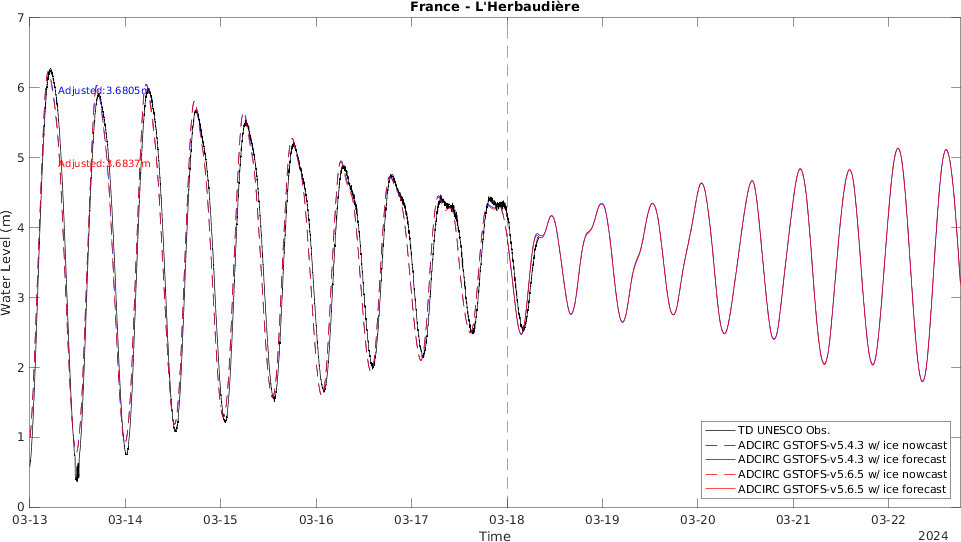 France - L'Herbaudière
7
6
5
4
3
2
1
0
Water Level (m)
Adjusted:3.6805m
Adjusted:3.6837m
TD UNESCO Obs.
ADCIRC GSTOFS-v5.4.3 w/ ice nowcast
ADCIRC GSTOFS-v5.4.3 w/ ice forecast
ADCIRC GSTOFS-v5.6.5 w/ ice nowcast
ADCIRC GSTOFS-v5.6.5 w/ ice forecast
03-13 03-14 03-15 03-16 03-17 03-18 03-19 03-20 03-21 03-22
Time
2024